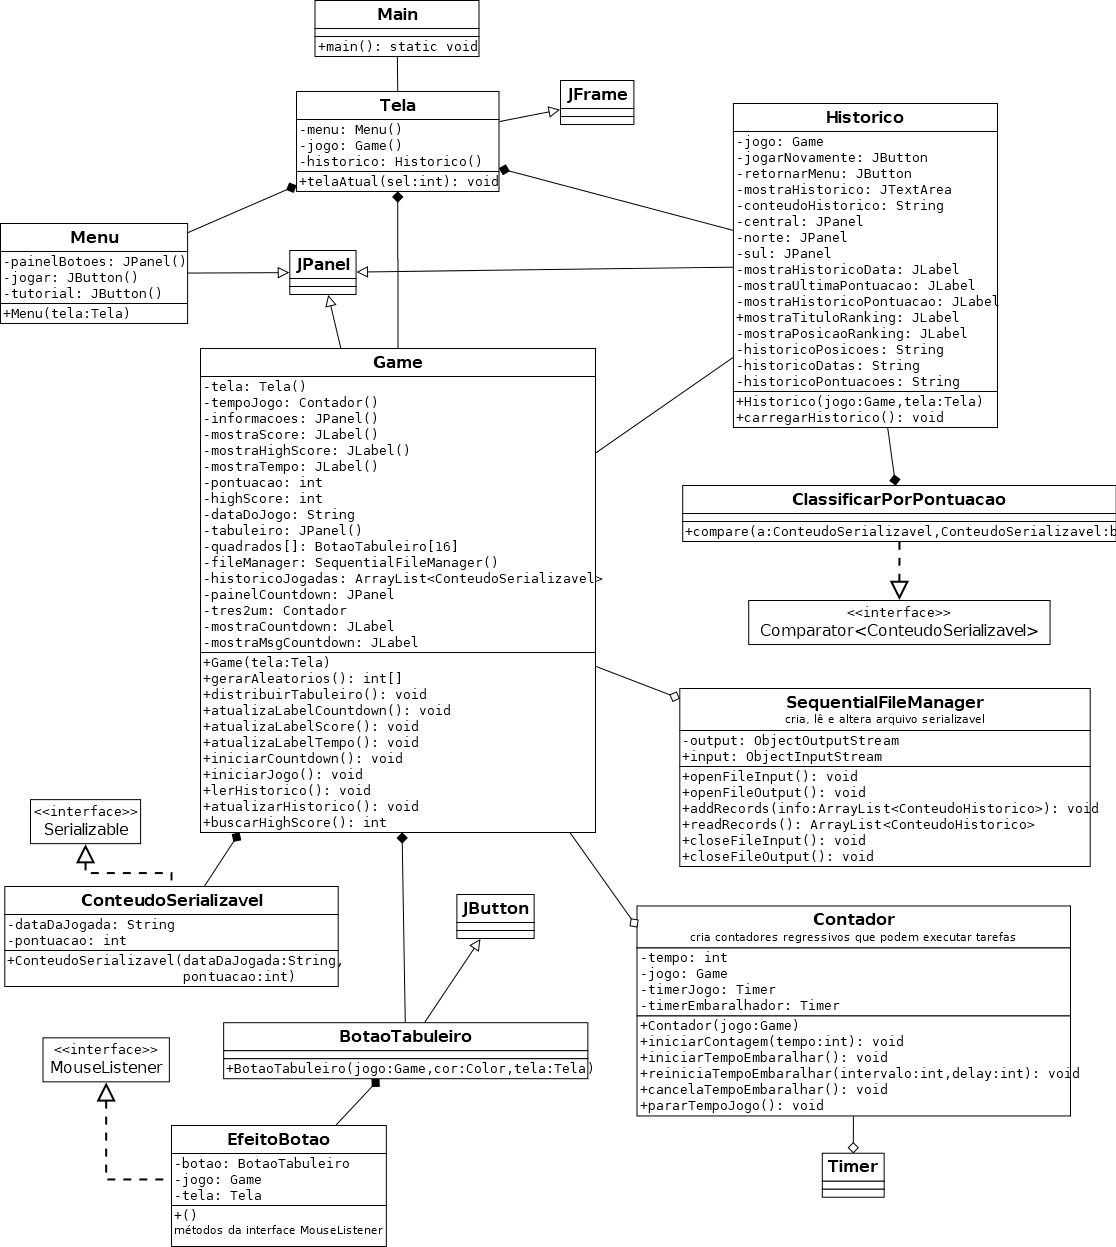 Main
+main(): static void
Tela
-menu: Menu()
-jogo: Game()
-historico: Historico()
+telaAtual(sel:int): void
JFrame
Historico
-jogo: Game
-jogarNovamente: JButton
-retornarMenu: JButton
-mostraHistorico: JTextArea
-conteudoHistorico: String
-central: JPanel
-norte: JPanel
-sul: JPanel
-mostraHistoricoData: JLabel
-mostraUltimaPontuacao: JLabel
-mostraHistoricoPontuacao: JLabel
+mostraTituloRanking: JLabel
-mostraPosicaoRanking: JLabel
-historicoPosicoes: String
-historicoDatas: String
-historicoPontuacoes: String
+Historico(jogo:Game,tela:Tela)
+carregarHistorico(): void
Menu
-painelBotoes: JPanel()
-jogar: JButton()
-tutorial: JButton()
+Menu(tela:Tela)
JPanel
Game
-tela: Tela()
-tempoJogo: Contador()
-informacoes: JPanel()
-mostraScore: JLabel()
-mostraHighScore: JLabel()
-mostraTempo: JLabel()
-pontuacao: int
-highScore: int
-dataDoJogo: String
-tabuleiro: JPanel()
-quadrados[]: BotaoTabuleiro[16]
-fileManager: SequentialFileManager()
-historicoJogadas: ArrayList<ConteudoSerializavel>
-painelCountdown: JPanel
-tres2um: Contador
-mostraCountdown: JLabel
-mostraMsgCountdown: JLabel
+Game(tela:Tela)
+gerarAleatorios(): int[]
+distribuirTabuleiro(): void
+atualizaLabelCountdown(): void
+atualizaLabelScore(): void
+atualizaLabelTempo(): void
+iniciarCountdown(): void
+iniciarJogo(): void
+lerHistorico(): void
+atualizarHistorico(): void
+buscarHighScore(): int
ClassificarPorPontuacao
+compare(a:ConteudoSerializavel,ConteudoSerializavel:b
<<interface>>
Comparator<ConteudoSerializavel>
SequentialFileManager
cria, lê e altera arquivo serializavel
-output: ObjectOutputStream
+input: ObjectInputStream
+openFileInput(): void
+openFileOutput(): void
+addRecords(info:ArrayList<ConteudoHistorico>): void
+readRecords(): ArrayList<ConteudoHistorico>
+closeFileInput(): void
+closeFileOutput(): void
<<interface>>
Serializable
ConteudoSerializavel
-dataDaJogada: String
-pontuacao: int
+ConteudoSerializavel(dataDaJogada:String,
pontuacao:int)
JButton
Contador
cria contadores regressivos que podem executar tarefas
-tempo: int
-jogo: Game
-timerJogo: Timer
-timerEmbaralhador: Timer
+Contador(jogo:Game)
+iniciarContagem(tempo:int): void
+iniciarTempoEmbaralhar(): void
+reiniciaTempoEmbaralhar(intervalo:int,delay:int): void
+cancelaTempoEmbaralhar(): void
+pararTempoJogo(): void
BotaoTabuleiro
+BotaoTabuleiro(jogo:Game,cor:Color,tela:Tela)
<<interface>>
MouseListener
EfeitoBotao
-botao: BotaoTabuleiro
-jogo: Game
-tela: Tela
+()
métodos da interface MouseListener
Timer